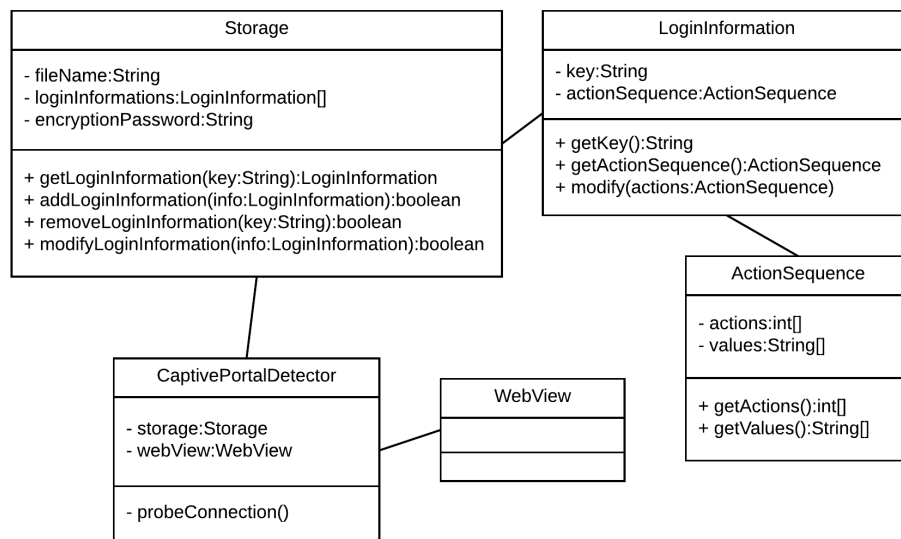 Storage
- fileName:String
- loginInformations:LoginInformation[]
- encryptionPassword:String
+ getLoginInformation(key:String):LoginInformation
+ addLoginInformation(info:LoginInformation):boolean
+ removeLoginInformation(key:String):boolean
+ modifyLoginInformation(info:LoginInformation):boolean
LoginInformation
- key:String
- actionSequence:ActionSequence
+ getKey():String
+ getActionSequence():ActionSequence
+ modify(actions:ActionSequence)
ActionSequence
- actions:int[]
- values:String[]
+ getActions():int[]
+ getValues():String[]
CaptivePortalDetector
- storage:Storage
- webView:WebView
- probeConnection()
WebView